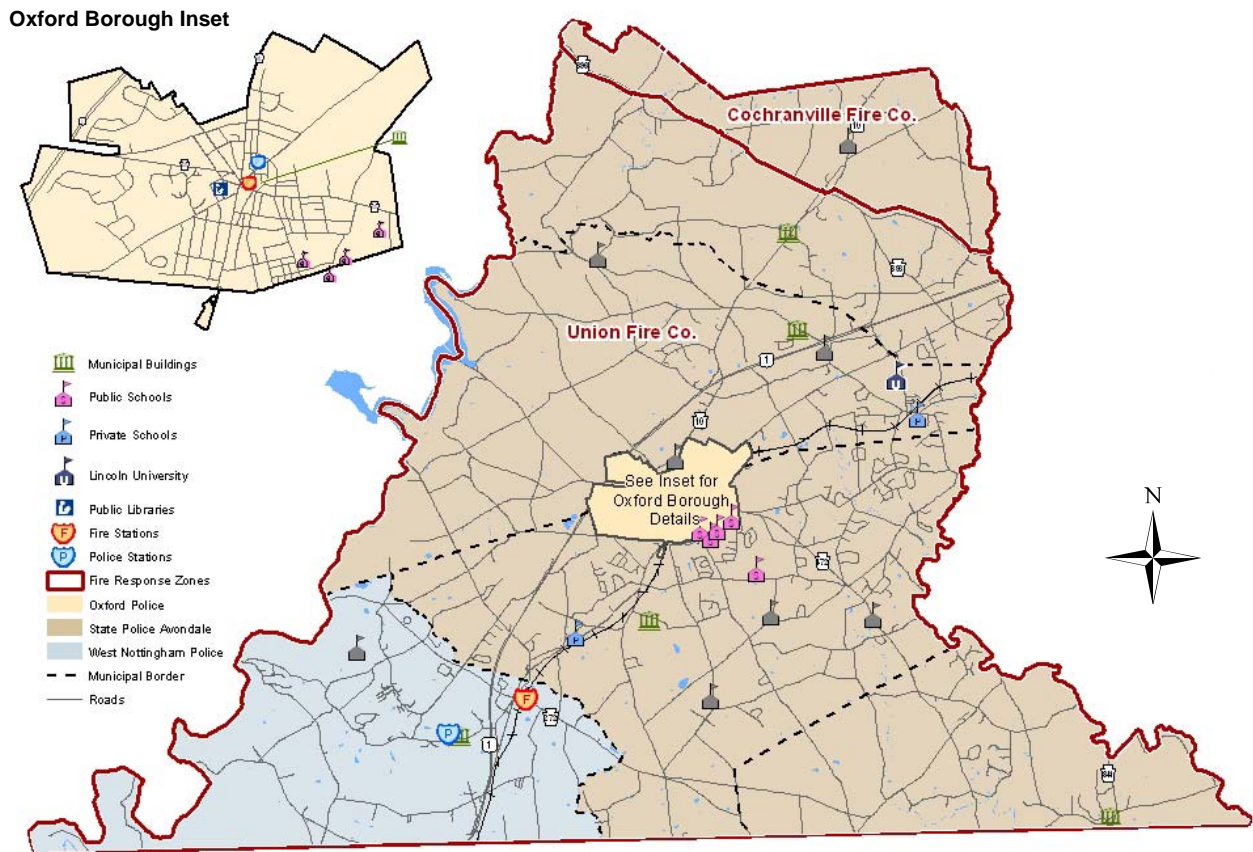 Oxford Borough Inset
Cochranville Fire Co.
10
Union Fire Co.
1
10
See Inset for
Oxford Borough
Details
Municipal Buildings
S Public Schools
P Private Schools
Lincoln University
Public Libraries
F Fire Stations
P Police Stations
Fire Response Zones
Oxford Police
State Police Avondale
West Nottingham Police
Municipal Border
Roads
N
P
P
F
P
1